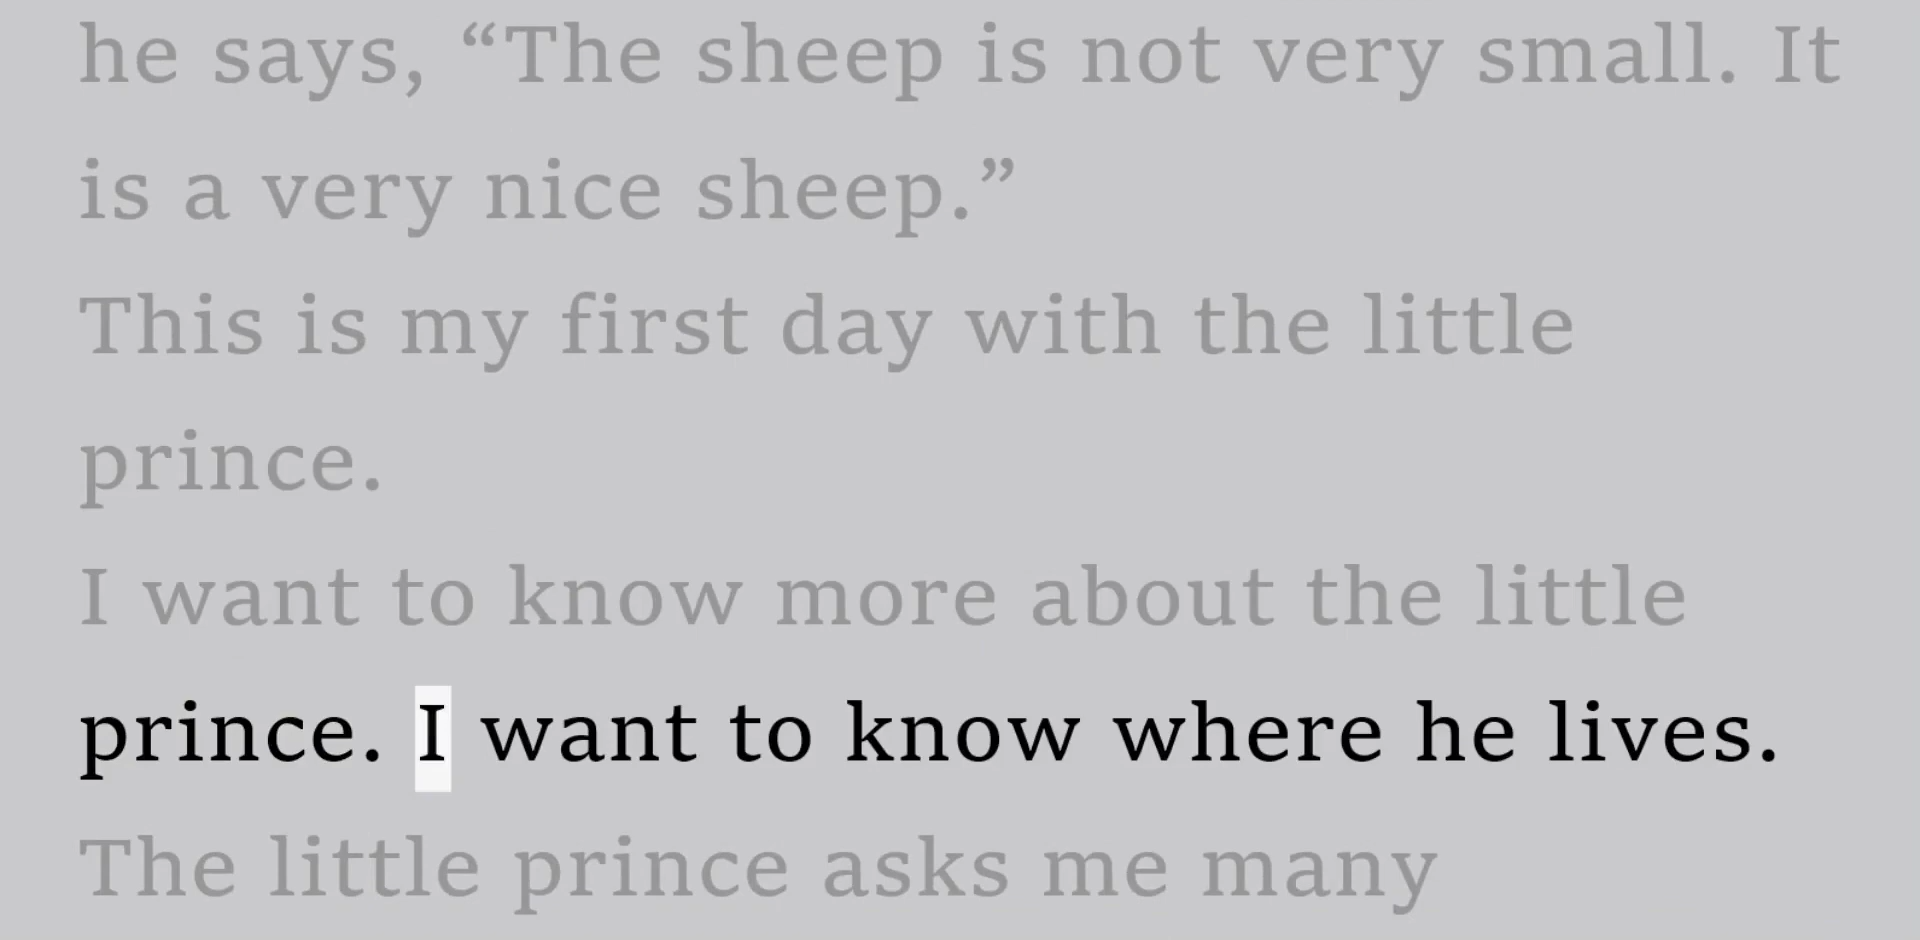 he says, “The sheep is not very small. It
is a very nice sheep.”
This is my first day with the little
prince.
I want to know more about the little
prince. I want to know where he lives.
The little prince asks me many